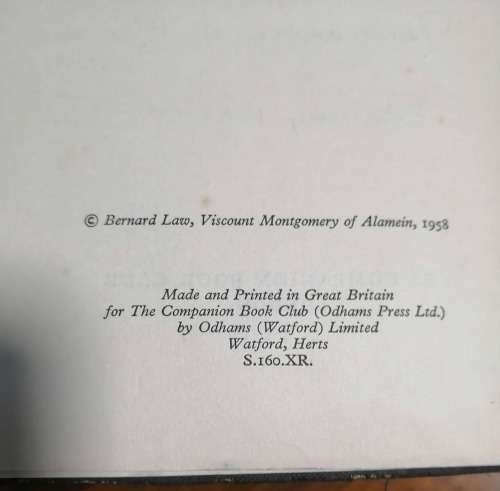 © Bernard Law, Viscount Montgomery of Alamein, 1958
Made and Printed in Great Britain
for The Companion Book Club (Odhams Press Ltd.)
by Odhams (Watford) Limited
Watford, Herts
S.160.XR.